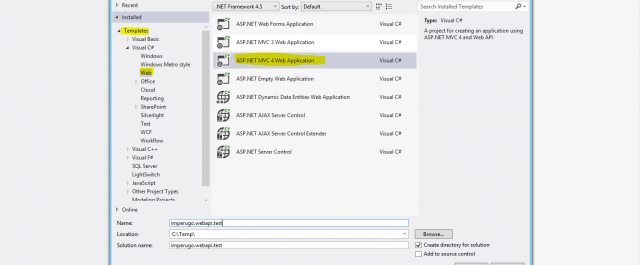 Recent
.NET Framework 4.5
Sort by: Default
Search Installed Templates
Installed
Templates
Visual Basic
Visual C#
Windows
Windows Metro style
Web
Office
Cloud
Reporting
SharePoint
Silverlight
Test
WCF
Workflow
Visual C++
Visual F#
SQL Server
LightSwitch
JavaScript
Other Project Types
Modeling Projects
Online
ASP.NET Web Forms Application Visual C#
ASP.NET MVC 3 Web Application Visual C#
ASP.NET MVC 4 Web Application Visual C#
ASP.NET Empty Web Application Visual C#
ASP.NET Dynamic Data Entities Web Application Visual C#
ASP.NET AJAX Server Control Visual C#
ASP.NET AJAX Server Control Extender Visual C#
ASP.NET Server Control Visual C#
Type: Visual C#
A project for creating an application using
ASP.NET MVC 4 and Web API
Name: imperugo.webapi.test
Location: C:\Temp\
Browse...
Solution name: imperugo.webapi.test
Create directory for solution
Add to source control